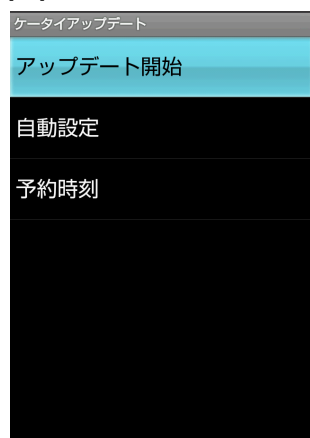 ケータイアップデート
アップデート開始
自動設定
予約時刻